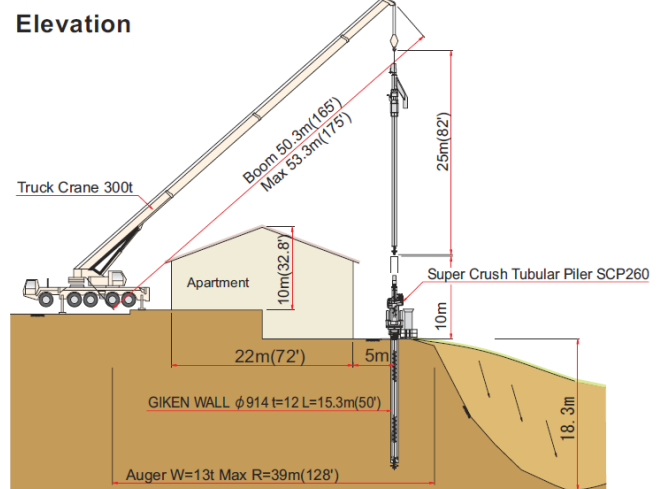 Elevation
Boom 50.3m(165')
Max 53.3m(175')
25m(82')
Truck Crane 300t
10m(32.8')
Apartment
Super Crush Tubular Piler SCP260
10m
22m(72')
5m
GIKEN WALL φ914 t=12 L=15.3m(50')
18.3m
Auger W=13t Max R=39m(128')